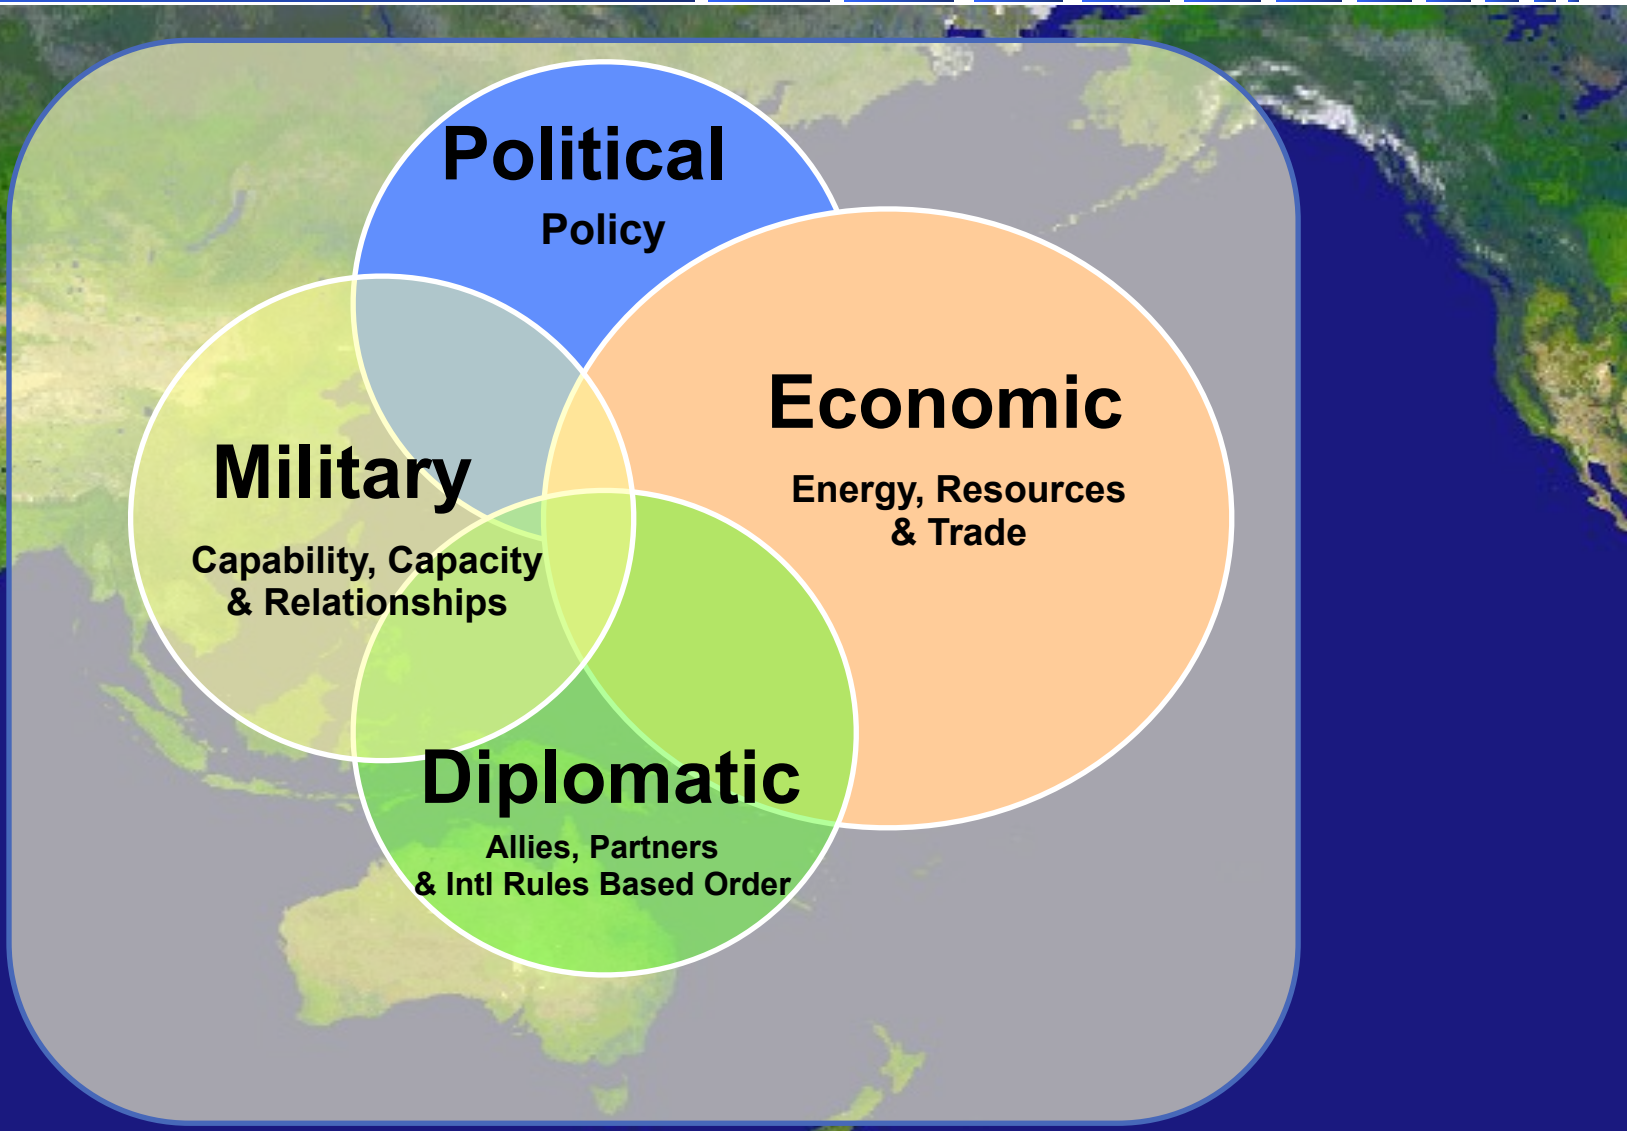 Political
Policy
Economic
Energy, Resources
& Trade
Military
Capability, Capacity
& Relationships
Diplomatic
Allies, Partners
& Intl Rules Based Order